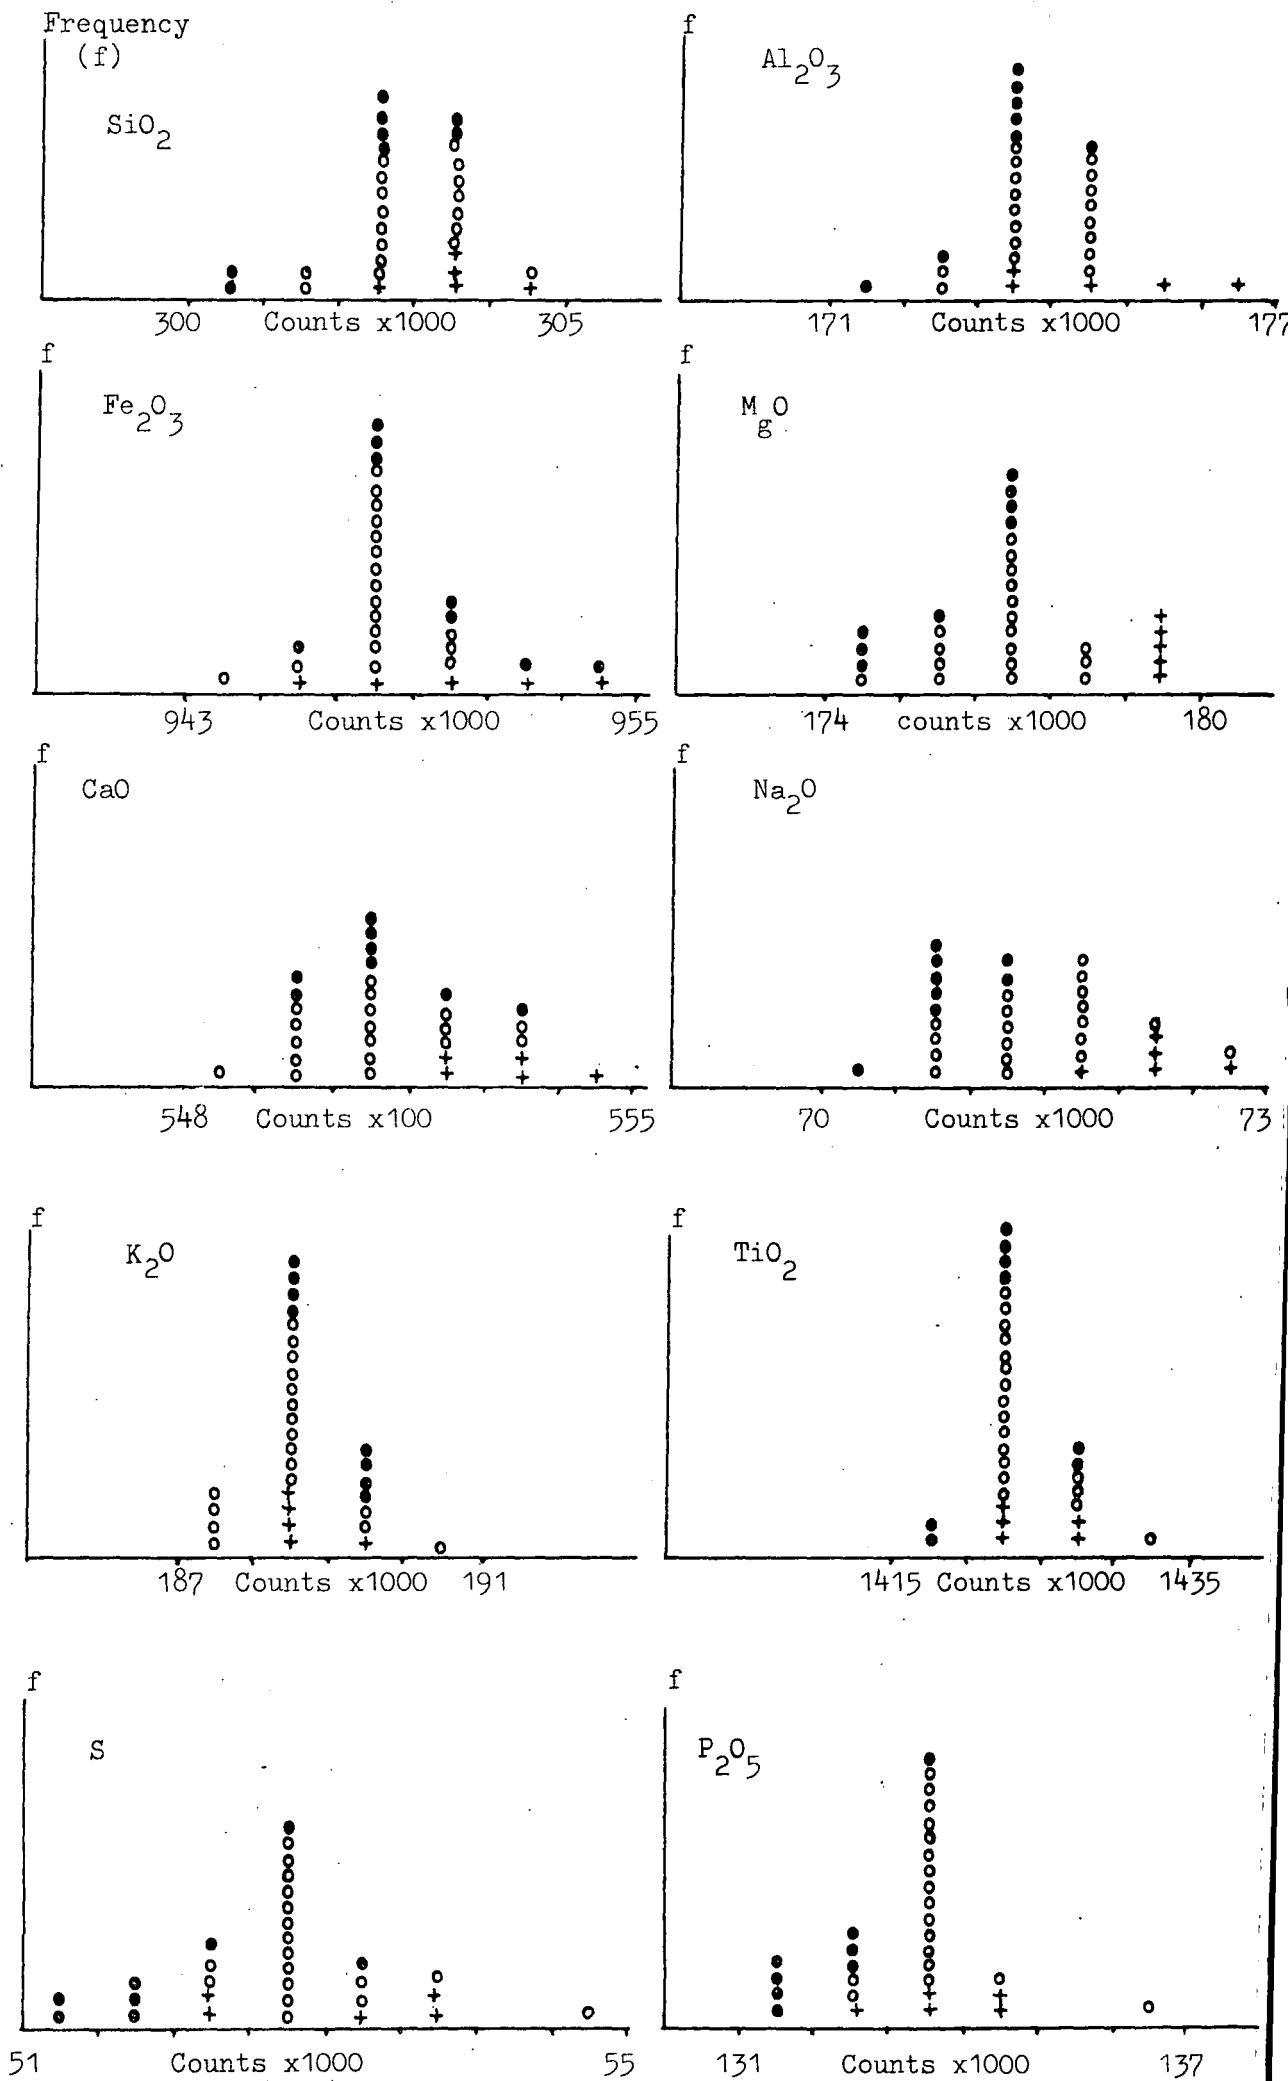 Frequency
(f)
SiO2
300 Counts x1000 305
f
Al2O3
171 Counts x1000 177
f
Fe2O3
943 Counts x1000 955
f
MgO
174 counts x1000 180
f
CaO
548 Counts x100 555
f
Na2O
70 Counts x1000 73
f
K2O
187 Counts x1000 191
f
TiO2
1415 Counts x1000 1435
f
S
51 Counts x1000 55
f
P2O5
131 Counts x1000 137